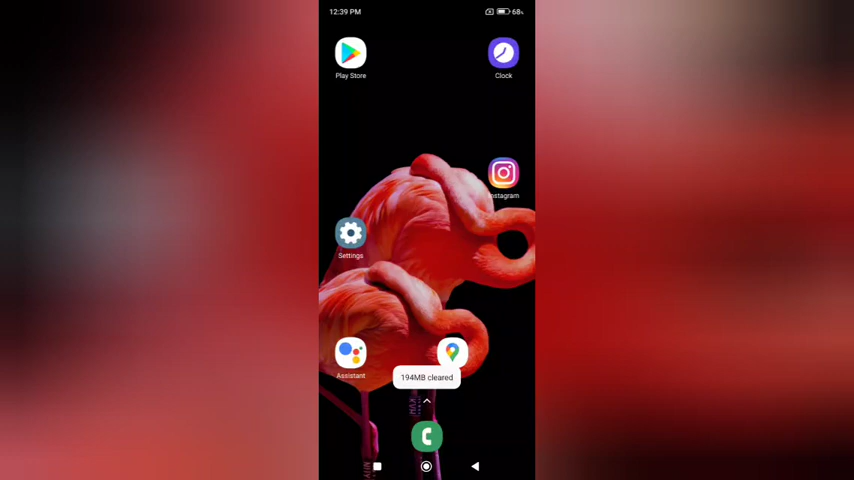 12:39 PM
68%
Play Store
Clock
Instagram
Settings
Assistant
194MB cleared